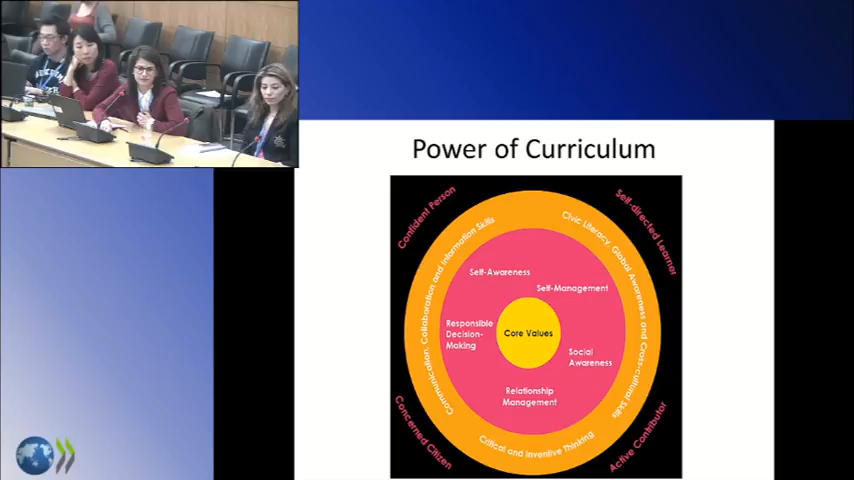 Power of Curriculum
Confident Person
Self-directed Learner
Communication, Collaboration and Information Skills
Civic Literacy, Global Awareness and Cross-cultural Skills
Self-Awareness
Self-Management
Core Values
Responsible
Decision-
Making
Social
Awareness
Relationship
Management
Critical and Inventive Thinking
Concerned Citizen
Active Contributor